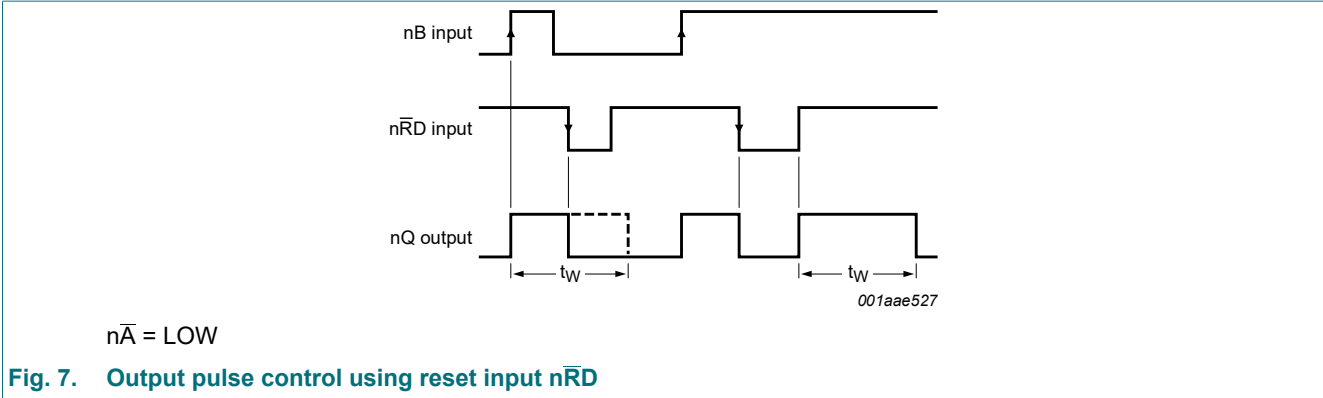 nB input
nR̅D input
nQ output
tW
tW
001aae527
nA̅ = LOW
Fig. 7. Output pulse control using reset input nR̅D